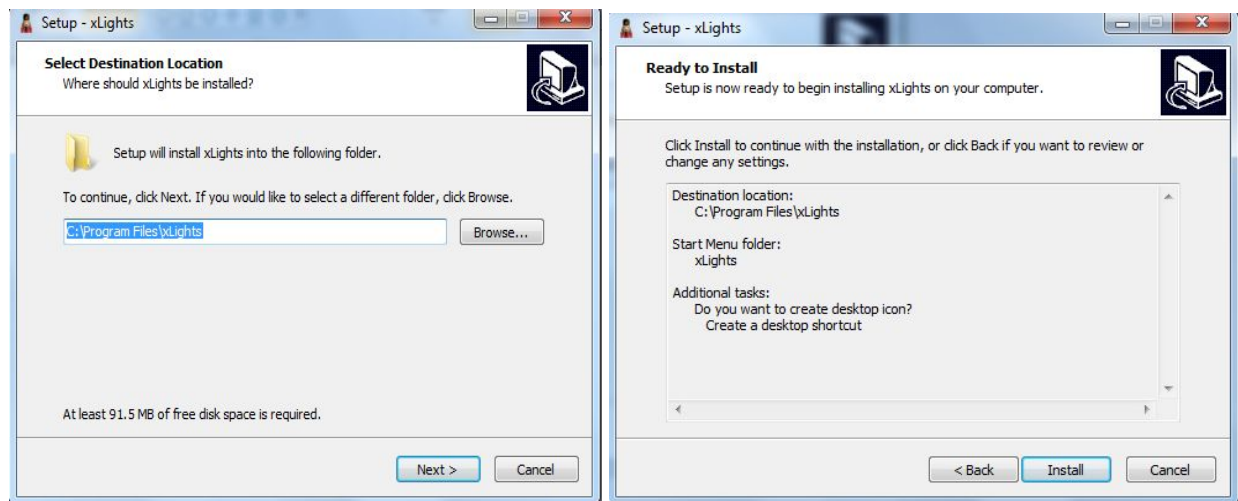 Setup - xLights
Select Destination Location
Where should xLights be installed?
Setup will install xLights into the following folder.
To continue, click Next. If you would like to select a different folder, click Browse.
C:\Program Files\xLights
Browse...
At least 91.5 MB of free disk space is required.
Next >
Cancel
Setup - xLights
Ready to Install
Setup is now ready to begin installing xLights on your computer.
Click Install to continue with the installation, or click Back if you want to review or
change any settings.
Destination location:
C:\Program Files\xLights
Start Menu folder:
xLights
Additional tasks:
Do you want to create desktop icon?
Create a desktop shortcut
< Back
Install
Cancel